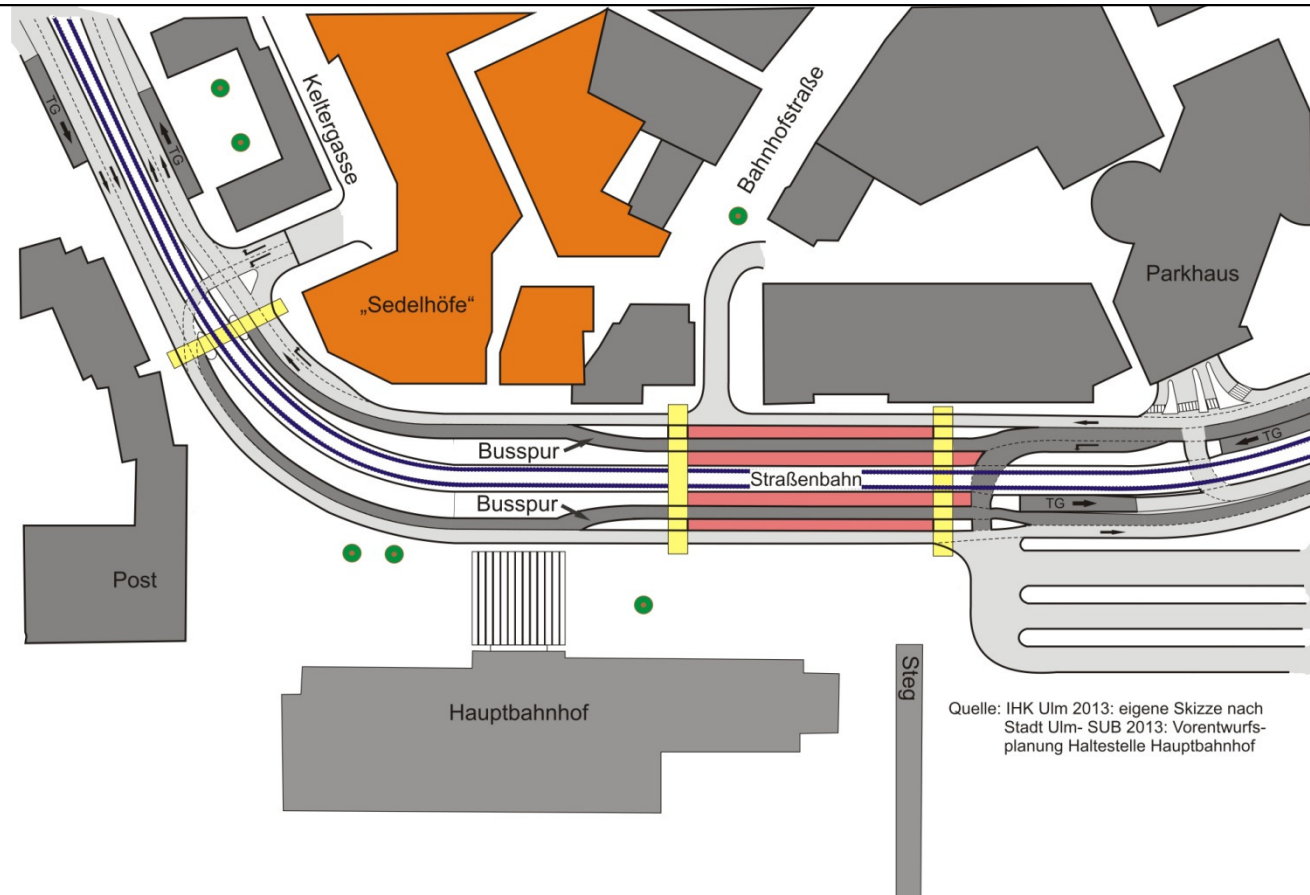 TG
TG
Keltergasse
Bahnhofstraße
Parkhaus
„Sedelhöfe“
Busspur
TG
Straßenbahn
Busspur
TG
Post
Hauptbahnhof
Steg
Quelle: IHK Ulm 2013: eigene Skizze nach
Stadt Ulm- SUB 2013: Vorentwurfs-
planung Haltestelle Hauptbahnhof